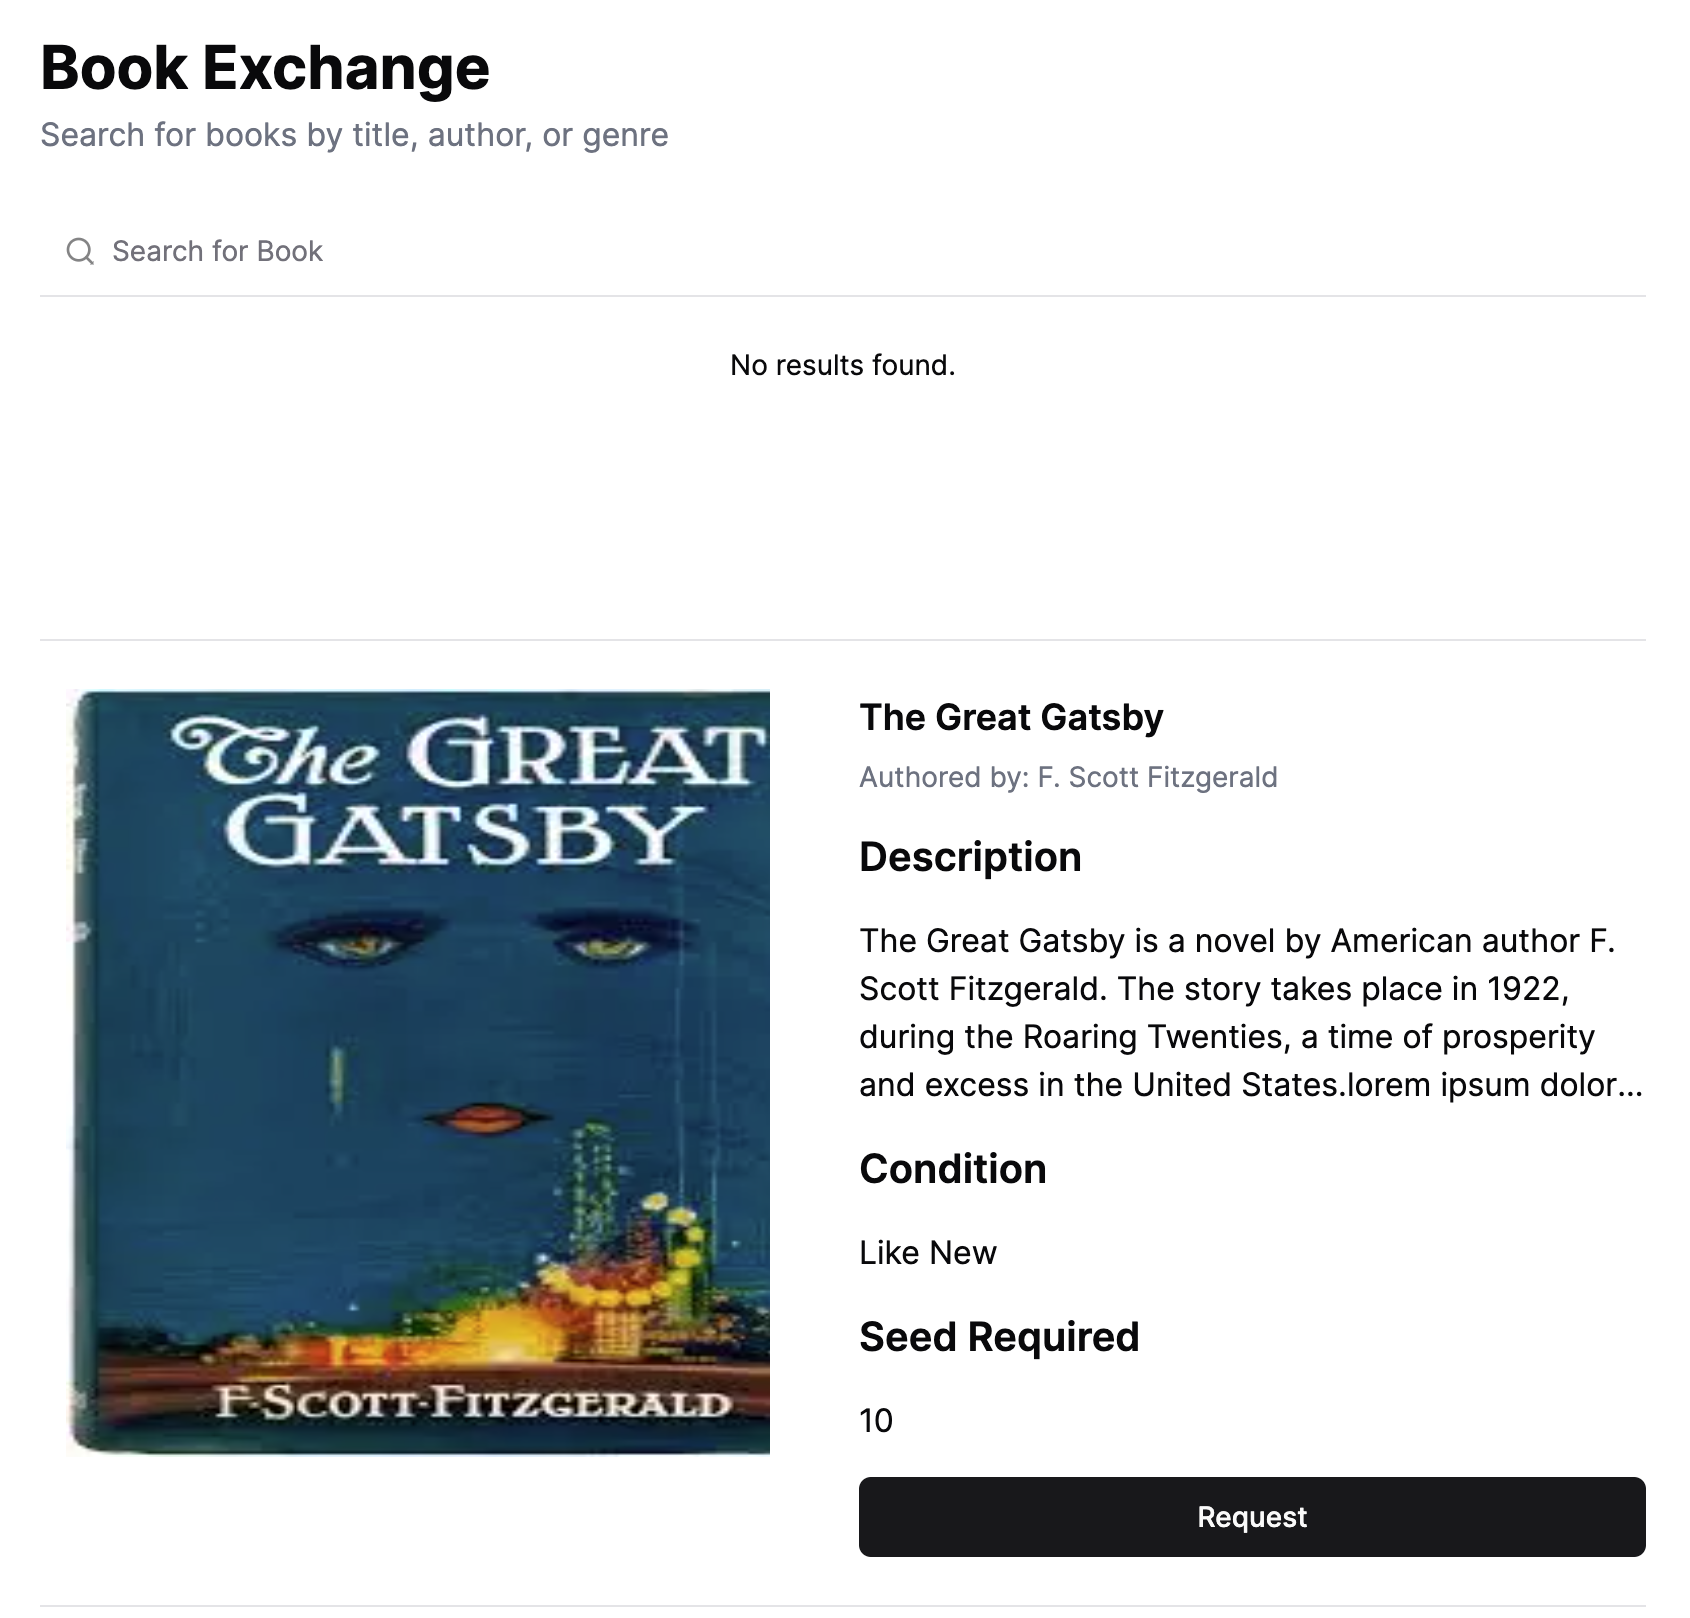 Book Exchange
Search for books by title, author, or genre
Search for Book
No results found.
The GREAT
GATSBY
F·SCOTT·FITZGERALD
The Great Gatsby
Authored by: F. Scott Fitzgerald
Description
The Great Gatsby is a novel by American author F.
Scott Fitzgerald. The story takes place in 1922,
during the Roaring Twenties, a time of prosperity
and excess in the United States.lorem ipsum dolor...
Condition
Like New
Seed Required
10
Request